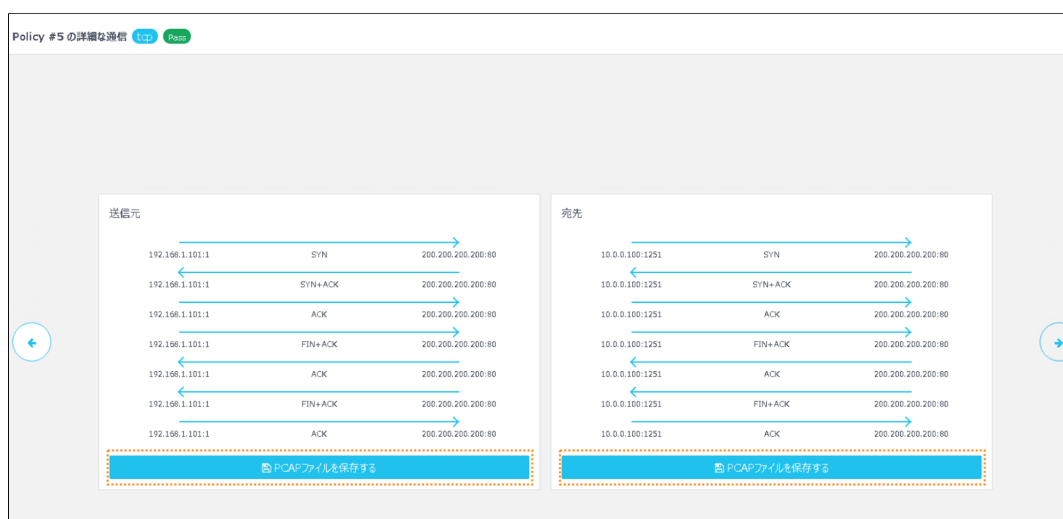 Policy #5 の詳細な通信 tcp Pass
送信元
192.168.1.101:1 SYN 200.200.200.200:80
192.168.1.101:1 SYN+ACK 200.200.200.200:80
192.168.1.101:1 ACK 200.200.200.200:80
192.168.1.101:1 FIN+ACK 200.200.200.200:80
192.168.1.101:1 ACK 200.200.200.200:80
192.168.1.101:1 FIN+ACK 200.200.200.200:80
192.168.1.101:1 ACK 200.200.200.200:80
PCAPファイルを保存する
宛先
10.0.0.100:1251 SYN 200.200.200.200:80
10.0.0.100:1251 SYN+ACK 200.200.200.200:80
10.0.0.100:1251 ACK 200.200.200.200:80
10.0.0.100:1251 FIN+ACK 200.200.200.200:80
10.0.0.100:1251 ACK 200.200.200.200:80
10.0.0.100:1251 FIN+ACK 200.200.200.200:80
10.0.0.100:1251 ACK 200.200.200.200:80
PCAPファイルを保存する